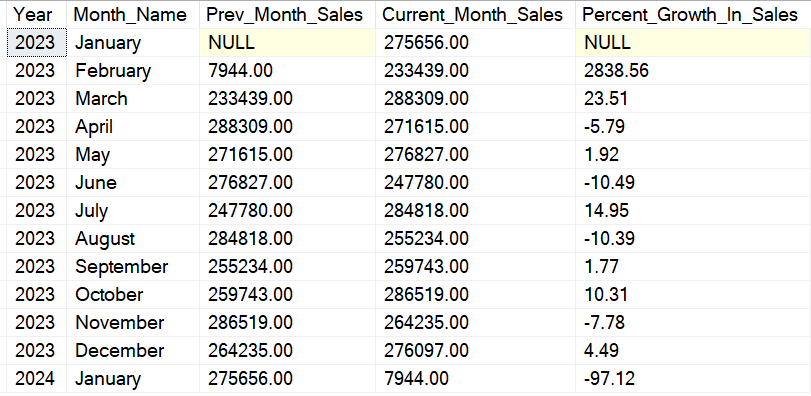 Year Month_Name Prev_Month_Sales Current_Month_Sales Percent_Growth_In_Sales
2023 January NULL 275656.00 NULL
2023 February 7944.00 233439.00 2838.56
2023 March 233439.00 288309.00 23.51
2023 April 288309.00 271615.00 -5.79
2023 May 271615.00 276827.00 1.92
2023 June 276827.00 247780.00 -10.49
2023 July 247780.00 284818.00 14.95
2023 August 284818.00 255234.00 -10.39
2023 September 255234.00 259743.00 1.77
2023 October 259743.00 286519.00 10.31
2023 November 286519.00 264235.00 -7.78
2023 December 264235.00 276097.00 4.49
2024 January 275656.00 7944.00 -97.12